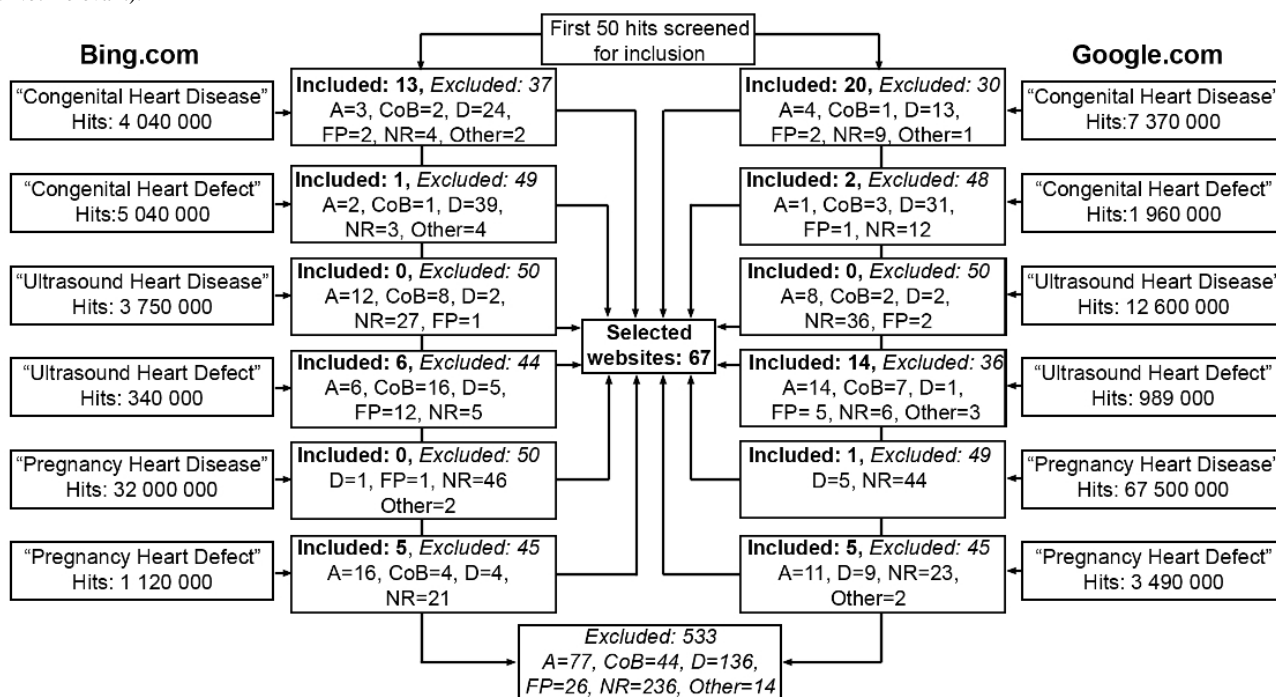 First 50 hits screened
for inclusion
Bing.com
"Congenital Heart Disease"
Hits: 4 040 000
"Congenital Heart Defect"
Hits:5 040 000
"Ultrasound Heart Disease"
Hits: 3 750 000
"Ultrasound Heart Defect"
Hits: 340 000
"Pregnancy Heart Disease"
Hits: 32 000 000
"Pregnancy Heart Defect"
Hits: 1 120 000
Included: 13, Excluded: 37
A=3, CoB=2, D=24,
FP=2, NR=4, Other=2
Included: 1, Excluded: 49
A=2, CoB=1, D=39,
NR=3, Other=4
Included: 0, Excluded: 50
A=12, CoB=8, D=2,
NR=27, FP=1
Included: 6, Excluded: 44
A=6, CoB=16, D=5,
FP=12, NR=5
Included: 0, Excluded: 50
D=1, FP=1, NR=46
Other=2
Included: 5, Excluded: 45
A=16, CoB=4, D=4,
NR=21
Selected
websites: 67
Included: 20, Excluded: 30
A=4, CoB=1, D=13,
FP=2, NR=9, Other=1
Included: 2, Excluded: 48
A=1, CoB=3, D=31,
FP=1, NR=12
Included: 0, Excluded: 50
A=8, CoB=2, D=2,
NR=36, FP=2
Included: 14, Excluded: 36
A=14, CoB=7, D=1,
FP= 5, NR=6, Other=3
Included: 1, Excluded: 49
D=5, NR=44
Included: 5, Excluded: 45
A=11, D=9, NR=23,
Other=2
Google.com
"Congenital Heart Disease"
Hits:7 370 000
"Congenital Heart Defect"
Hits:1 960 000
"Ultrasound Heart Disease"
Hits: 12 600 000
"Ultrasound Heart Defect"
Hits: 989 000
"Pregnancy Heart Disease"
Hits: 67 500 000
"Pregnancy Heart Defect"
Hits: 3 490 000
Excluded: 533
A=77, CoB=44, D=136,
FP=26, NR=236, Other=14